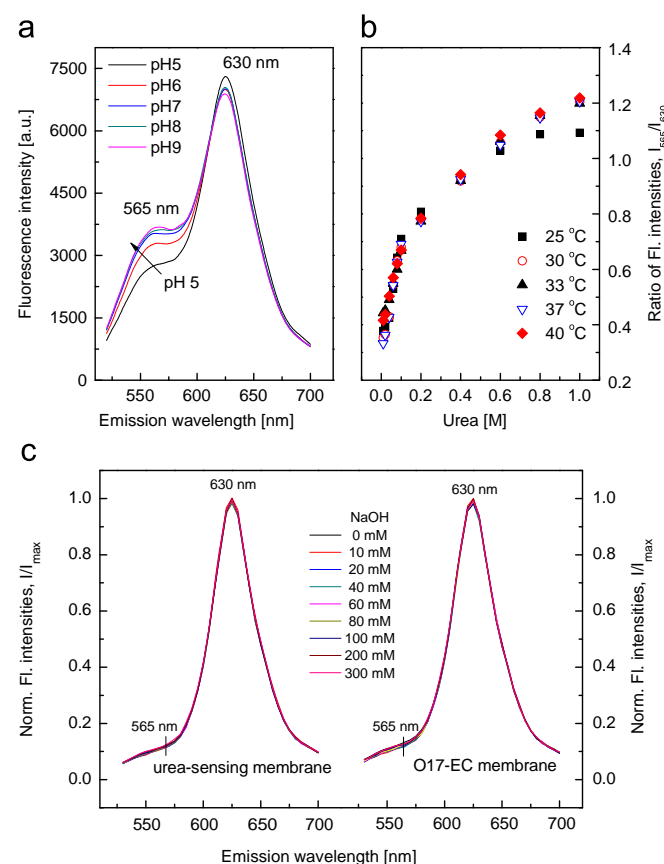 a
7500
6000
4500
3000
1500
0
Fluorescence intensity [a.u.]
pH5
pH6
pH7
pH8
pH9
630 nm
565 nm
pH 5
550
600
650
700
Emission wavelength [nm]
b
1.4
1.2
1.0
0.8
0.6
0.4
0.2
Ratio of Fl. intensities, I565/I630
25 °C
30 °C
33 °C
37 °C
40 °C
0.0
0.2
0.4
0.6
0.8
1.0
Urea [M]
c
1.0
0.8
0.6
0.4
0.2
0.0
Norm. Fl. intensities, I/Imax
630 nm
565 nm
urea-sensing membrane
NaOH
0 mM
10 mM
20 mM
40 mM
60 mM
80 mM
100 mM
200 mM
300 mM
630 nm
565 nm
O17-EC membrane
1.0
0.8
0.6
0.4
0.2
0.0
Norm. Fl. intensities, I/Imax
550
600
650
700
550
600
650
700
Emission wavelength [nm]